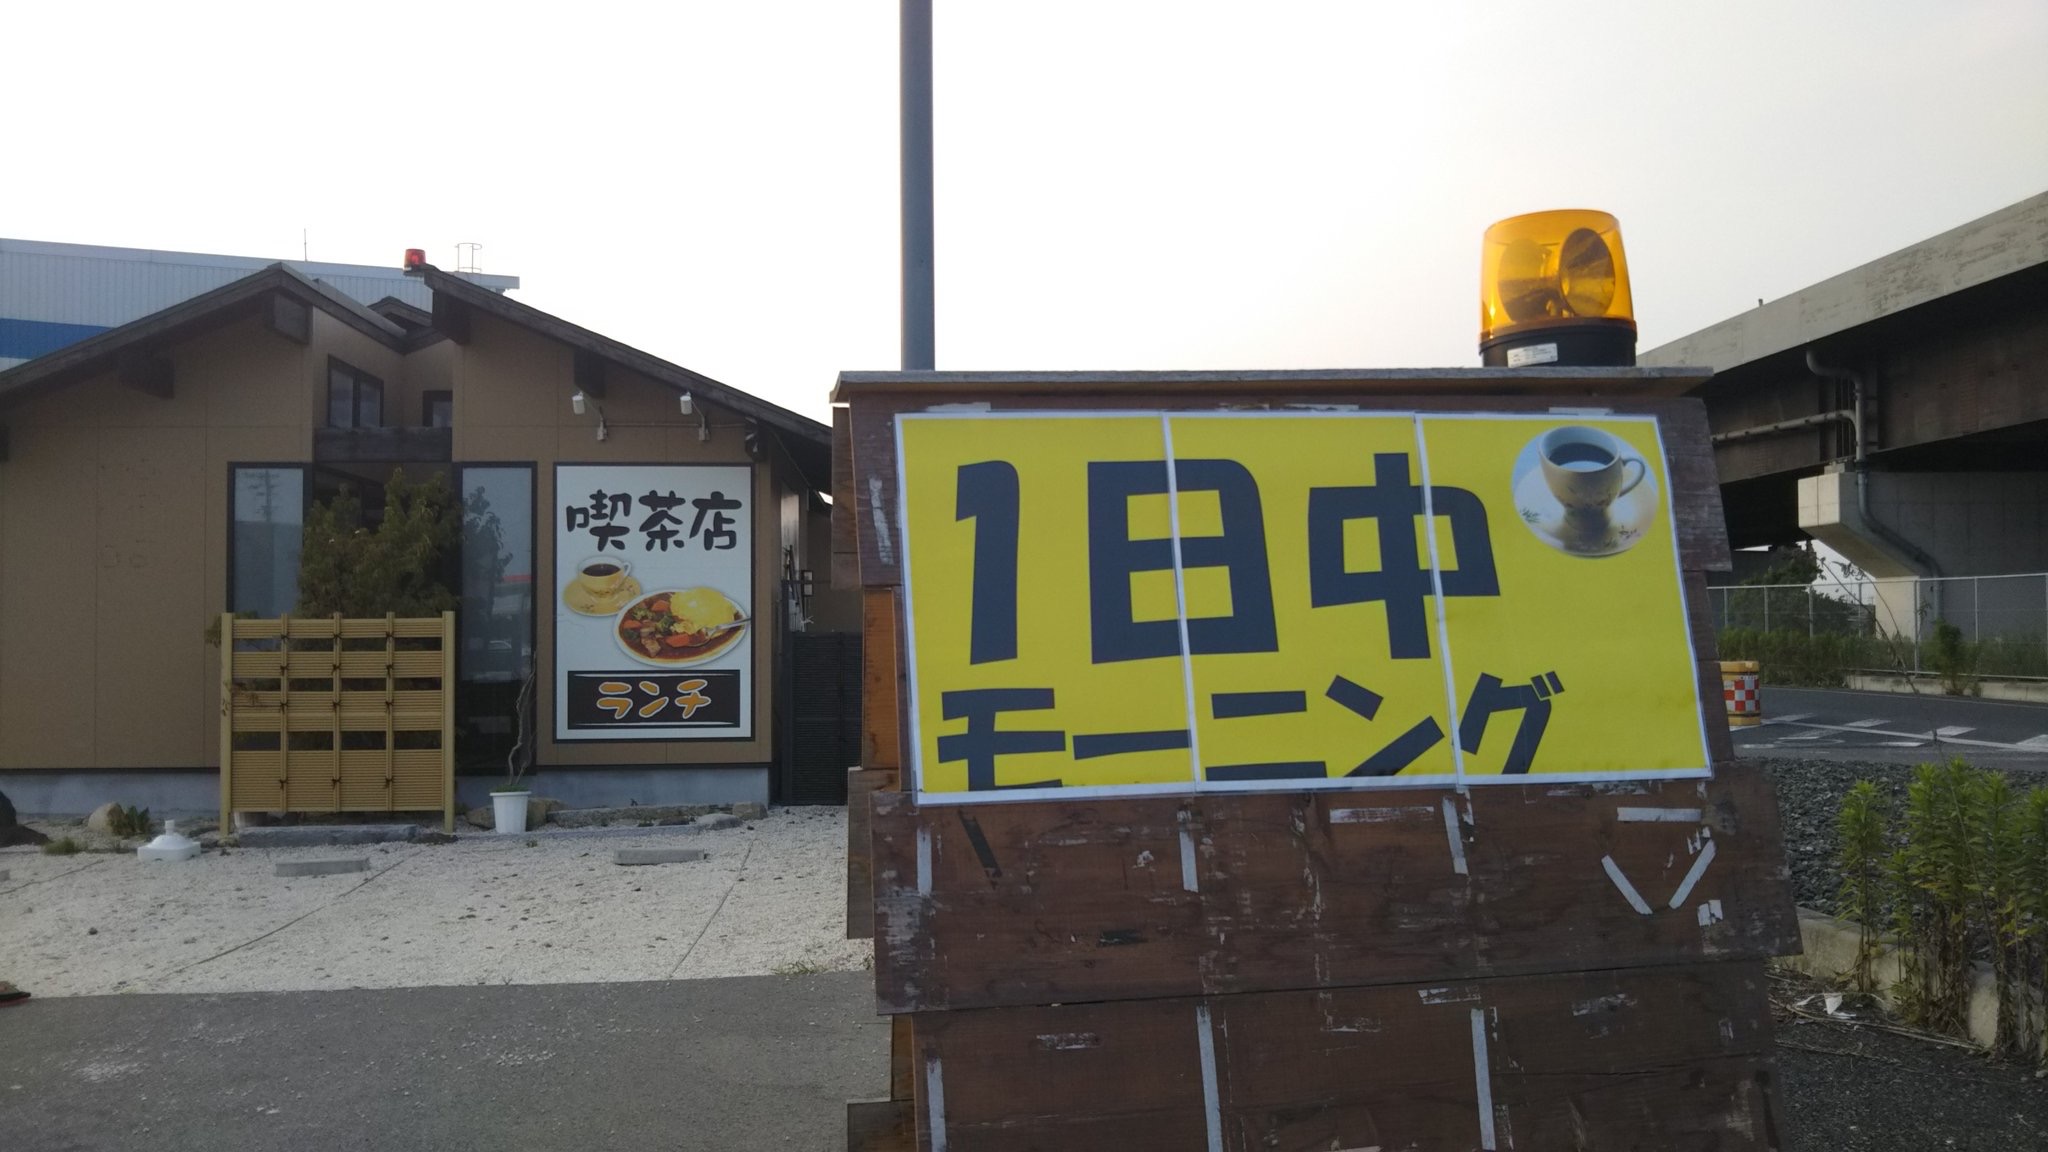 喫茶店
ランチ
1日中
モーニング